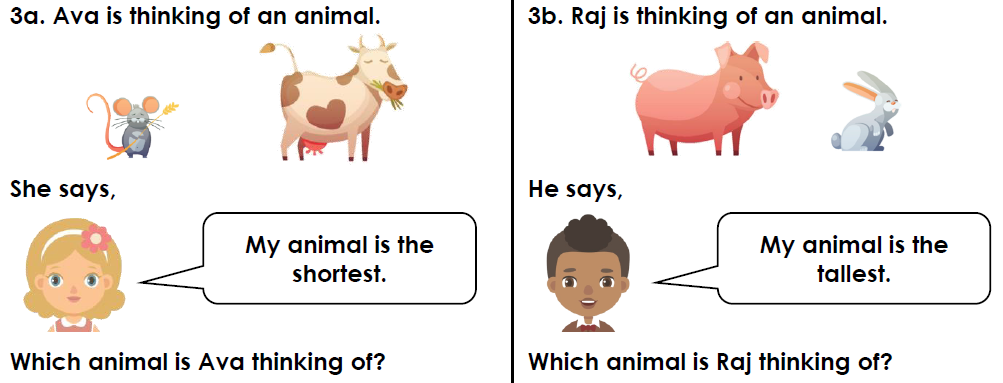 3a. Ava is thinking of an animal.
She says,
My animal is the
shortest.
Which animal is Ava thinking of?
3b. Raj is thinking of an animal.
He says,
My animal is the
tallest.
Which animal is Raj thinking of?